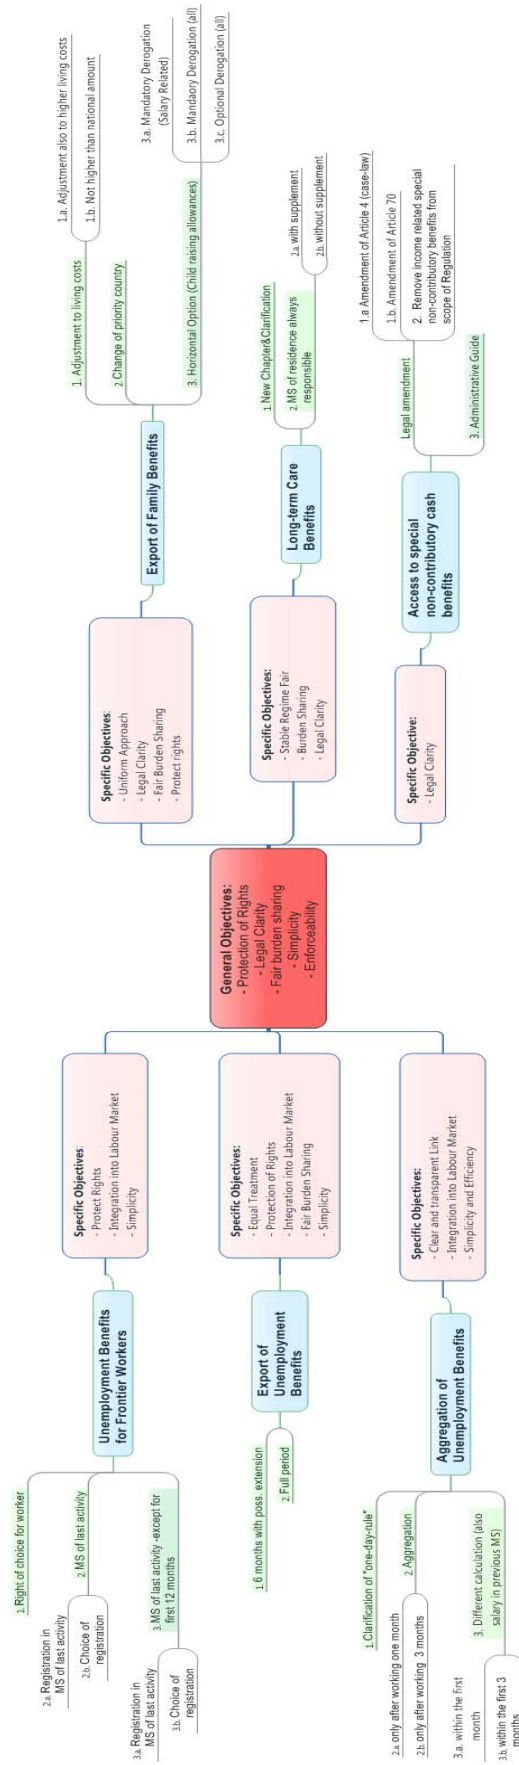 1. Right of choice for worker
2.a. Registration in
MS of last activity
2.b. Choice of
registration
2. MS of last activity
3.a. Registration in
MS of last activity
3.b. Choice of
registration
3. MS of last activity -except for
first 12 months
Unemployment Benefits
for Frontier Workers
Specific Objectives:
- Protect Rights
- Integration into Labour Market
- Simplicity
1. 6 months with poss. extension
2. Full period
Export of
Unemployment
Benefits
Specific Objectives:
- Equal Treatment
- Protection of Rights
- Integration into Labour Market
- Fair Burden Sharing
- Simplicity
1. Clarification of "one-day-rule"
2.a. only after working one month
2.b. only after working 3 months
2. Aggregation
3.a. within the first
month
3.b. within the first 3
months
3. Different calculation (also
salary in previous MS)
Aggregation of
Unemployment Benefits
Specific Objectives:
- Clear and transparent Link
- Integration into Labour Market
- Simplicity and Efficiency
General Objectives:
- Protection of Rights
- Legal Clarity
- Fair burden sharing
- Simplicity
- Enforceability
Specific Objectives:
- Uniform Approach
- Legal Clarity
- Fair Burden Sharing
- Protect rights
Export of Family Benefits
1. Adjustment to living costs
1.a. Adjustment also to higher living costs
1.b. Not higher than national amount
2. Change of priority country
3. Horizontal Option (Child raising allowances)
3.a. Mandatory Derogation
(Salary Related)
3.b. Mandaory Derogation (all)
3.c. Optional Derogation (all)
Specific Objectives:
- Stable Regime Fair
- Burden Sharing
- Legal Clarity
Long-term Care
Benefits
1. New Chapter&Clarification
2. MS of residence always
responsible
2.a. with supplement
2.b. without supplement
Specific Objective:
- Legal Clarity
Access to special
non-contributory cash
benefits
Legal amendment
1.a Amendment of Article 4 (case-law)
1.b. Amendment of Article 70
2. Remove income related special
non-contributory benefits from
scope of Regulation
3. Administrative Guide